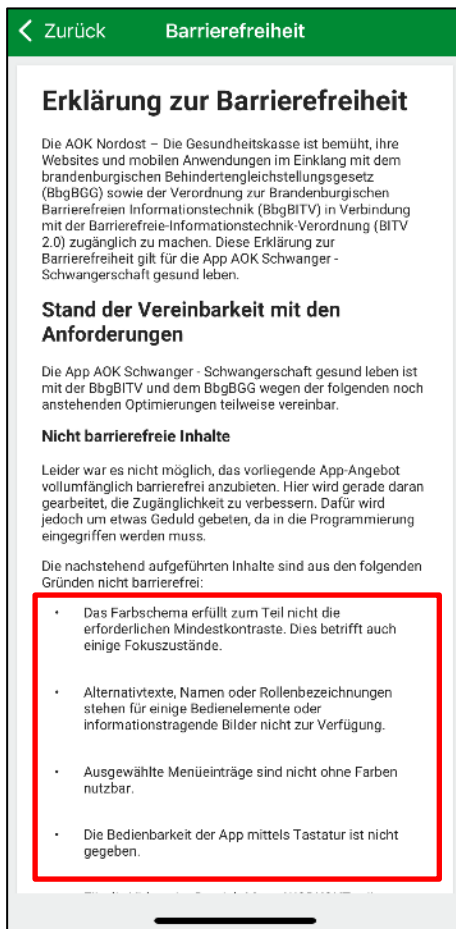 Zurück Barrierefreiheit
Erklärung zur Barrierefreiheit
Die AOK Nordost – Die Gesundheitskasse ist bemüht, ihre
Websites und mobilen Anwendungen im Einklang mit dem
brandenburgischen Behindertengleichstellungsgesetz
(BbgBGG) sowie der Verordnung zur Brandenburgischen
Barrierefreien Informationstechnik (BbgBITV) in Verbindung
mit der Barrierefreie-Informationstechnik-Verordnung (BITV
2.0) zugänglich zu machen. Diese Erklärung zur
Barrierefreiheit gilt für die App AOK Schwanger -
Schwangerschaft gesund leben.
Stand der Vereinbarkeit mit den
Anforderungen
Die App AOK Schwanger - Schwangerschaft gesund leben ist
mit der BbgBITV und dem BbgBGG wegen der folgenden noch
anstehenden Optimierungen teilweise vereinbar.
Nicht barrierefreie Inhalte
Leider war es nicht möglich, das vorliegende App-Angebot
vollumfänglich barrierefrei anzubieten. Hier wird gerade daran
gearbeitet, die Zugänglichkeit zu verbessern. Dafür wird
jedoch um etwas Geduld gebeten, da in die Programmierung
eingegriffen werden muss.
Die nachstehend aufgeführten Inhalte sind aus den folgenden
Gründen nicht barrierefrei:
• Das Farbschema erfüllt zum Teil nicht die
erforderlichen Mindestkontraste. Dies betrifft auch
einige Fokuszustände.
• Alternativtexte, Namen oder Rollenbezeichnungen
stehen für einige Bedienelemente oder
informationstragende Bilder nicht zur Verfügung.
• Ausgewählte Menüeinträge sind nicht ohne Farben
nutzbar.
• Die Bedienbarkeit der App mittels Tastatur ist nicht
gegeben.